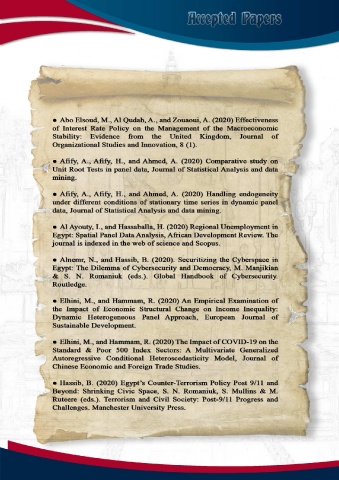 Accepted Papers
● Abo Elsoud, M., Al Qudah, A., and Zouaoui, A. (2020) Effectiveness
of Interest Rate Policy on the Management of the Macroeconomic
Stability: Evidence from the United Kingdom, Journal of
Organizational Studies and Innovation, 8 (1).
● Afify, A., Afify, H., and Ahmed, A. (2020) Comparative study on
Unit Root Tests in panel data, Journal of Statistical Analysis and data
mining.
● Afify, A., Afify, H., and Ahmed, A. (2020) Handling endogeneity
under different conditions of stationary time series in dynamic panel
data, Journal of Statistical Analysis and data mining.
● Al Ayouty, I., and Hassaballa, H. (2020) Regional Unemployment in
Egypt: Spatial Panel Data Analysis, African Development Review. The
journal is indexed in the web of science and Scopus.
● Alnemr, N., and Hassib, B. (2020). Securitizing the Cyberspace in
Egypt: The Dilemma of Cybersecurity and Democracy, M. Manjikian
& S. N. Romaniuk (eds.). Global Handbook of Cybersecurity.
Routledge.
● Elhini, M., and Hammam, R. (2020) An Empirical Examination of
the Impact of Economic Structural Change on Income Inequality:
Dynamic Heterogeneous Panel Approach, European Journal of
Sustainable Development.
● Elhini, M., and Hammam, R. (2020) The Impact of COVID-19 on the
Standard & Poor 500 Index Sectors: A Multivariate Generalized
Autoregressive Conditional Heteroscedasticity Model, Journal of
Chinese Economic and Foreign Trade Studies.
● Hassib, B. (2020) Egypt's Counter-Terrorism Policy Post 9/11 and
Beyond: Shrinking Civic Space, S. N. Romaniuk, S. Mullins & M.
Ruteere (eds.). Terrorism and Civil Society: Post-9/11 Progress and
Challenges. Manchester University Press.